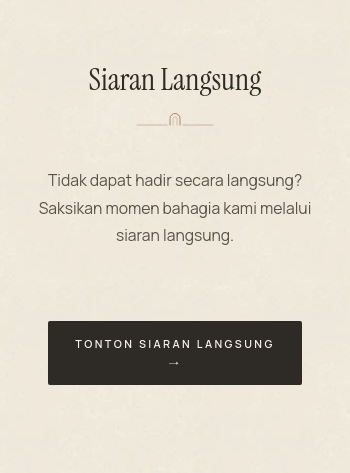 Siaran Langsung
Tidak dapat hadir secara langsung?
Saksikan momen bahagia kami melalui
siaran langsung.
TONTON SIARAN LANGSUNG
→